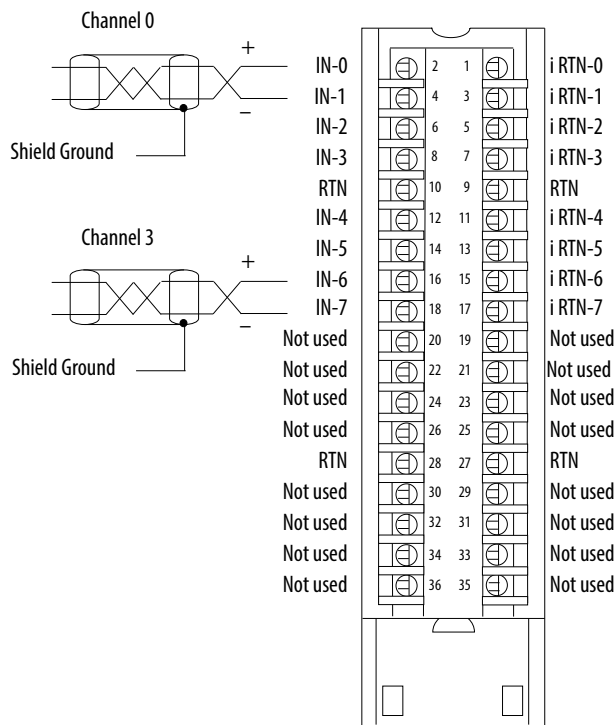 Channel 0
+
–
Shield Ground
Channel 3
+
–
Shield Ground
IN-0 2 1 i RTN-0
IN-1 4 3 i RTN-1
IN-2 6 5 i RTN-2
IN-3 8 7 i RTN-3
RTN 10 9 RTN
IN-4 12 11 i RTN-4
IN-5 14 13 i RTN-5
IN-6 16 15 i RTN-6
IN-7 18 17 i RTN-7
Not used 20 19 Not used
Not used 22 21 Not used
Not used 24 23 Not used
Not used 26 25 Not used
RTN 28 27 RTN
Not used 30 29 Not used
Not used 32 31 Not used
Not used 34 33 Not used
Not used 36 35 Not used